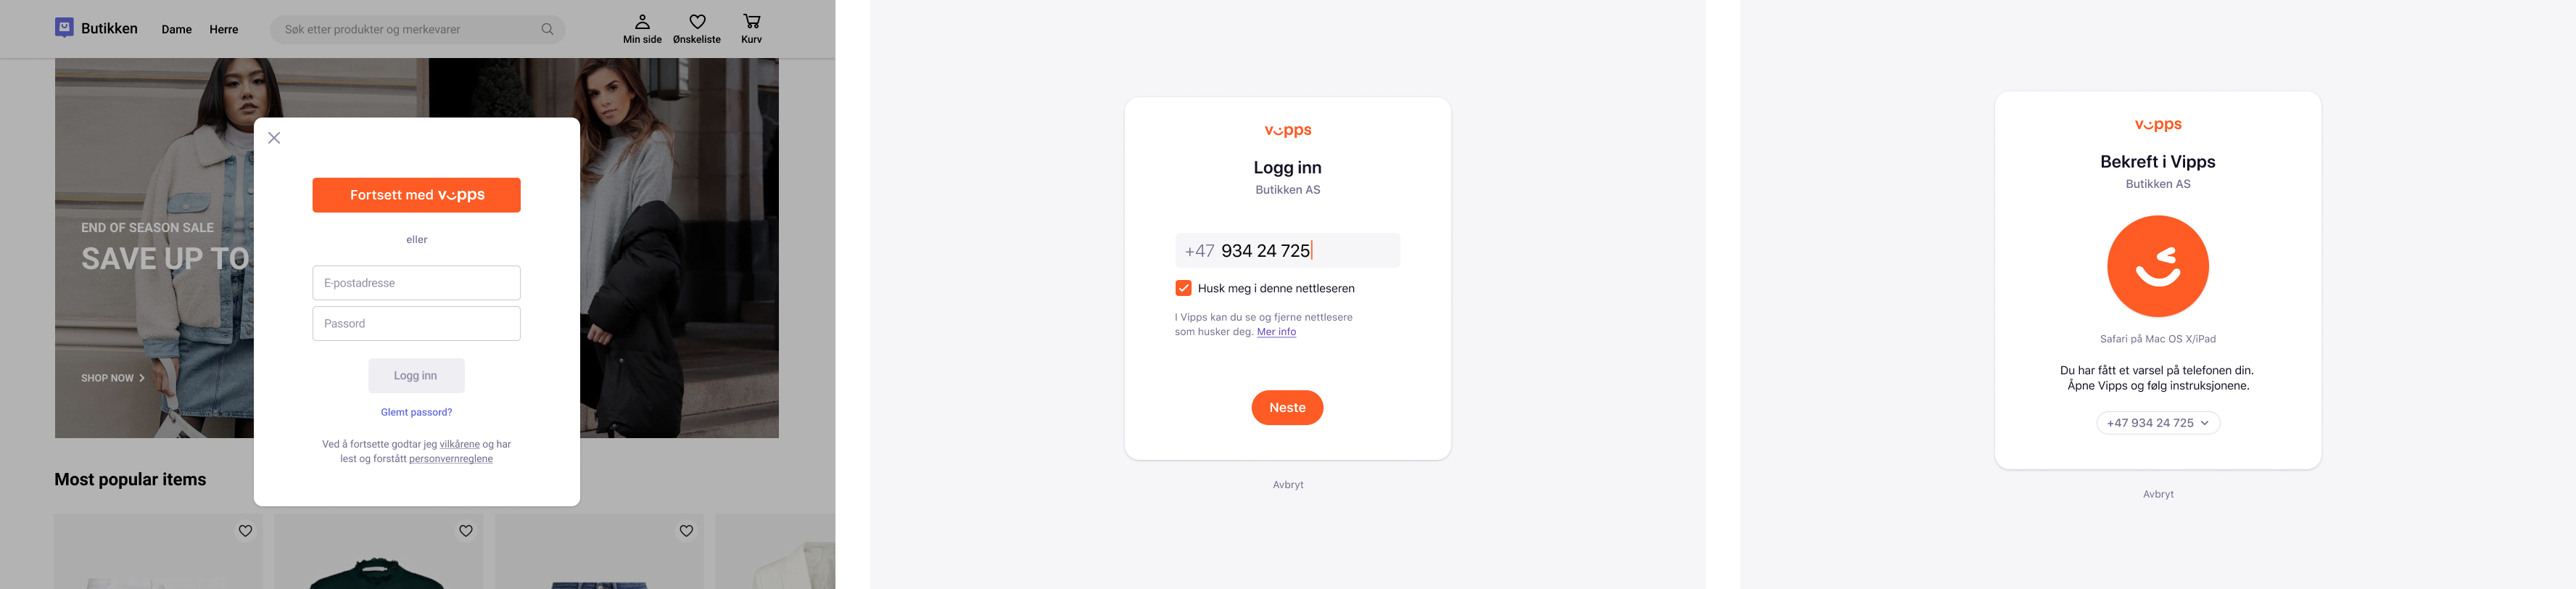 Butikken
Dame
Herre
Søk etter produkter og merkevarer
Min side
Ønskeliste
Kurv
END OF SEASON SALE
SAVE UP TO
SHOP NOW
Fortsett med vipps
eller
E-postadresse
Passord
Logg inn
Glemt passord?
Ved å fortsette godtar jeg vilkårene og har
lest og forstått personvernreglene
Most popular items
vipps
Logg inn
Butikken AS
+47 934 24 725
Husk meg i denne nettleseren
I Vipps kan du se og fjerne nettlesere
som husker deg. Mer info
Neste
Avbryt
vipps
Bekreft i Vipps
Butikken AS
Safari på Mac OS X/iPad
Du har fått et varsel på telefonen din.
Åpne Vipps og følg instruksjonene.
+47 934 24 725
Avbryt